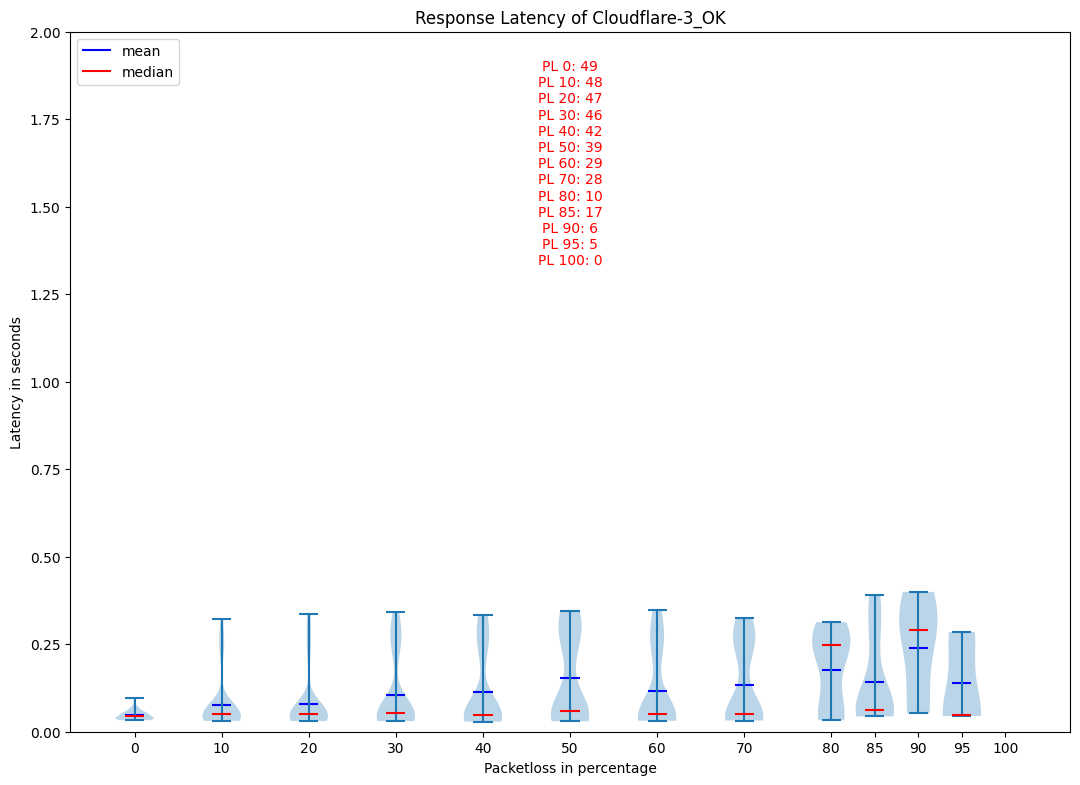 Response Latency of Cloudflare-3_OK
2.00
mean
median
PL 0: 49
PL 10: 48
PL 20: 47
PL 30: 46
PL 40: 42
PL 50: 39
PL 60: 29
PL 70: 28
PL 80: 10
PL 85: 17
PL 90: 6
PL 95: 5
PL 100: 0
1.75
1.50
1.25
1.00
0.75
0.50
0.25
0.00
Latency in seconds
0 10 20 30 40 50 60 70 80 85 90 95 100
Packetloss in percentage